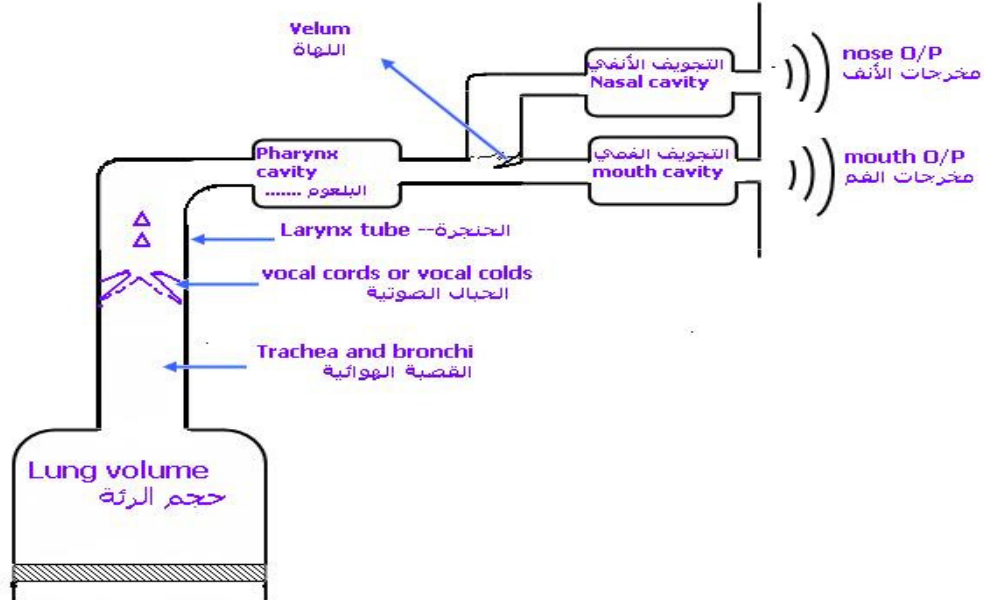 Velum
اللهاة
التجويف الأنفي
Nasal cavity
nose O/P
مخرجات الأنف
Pharynx
cavity
البلعوم .......
التجويف الفمي
mouth cavity
mouth O/P
مخرجات الفم
Larynx tube --الحنجرة
vocal cords or vocal colds
الحبال الصوتية
Trachea and bronchi
القصبة الهوائية
Lung volume
حجم الرئة